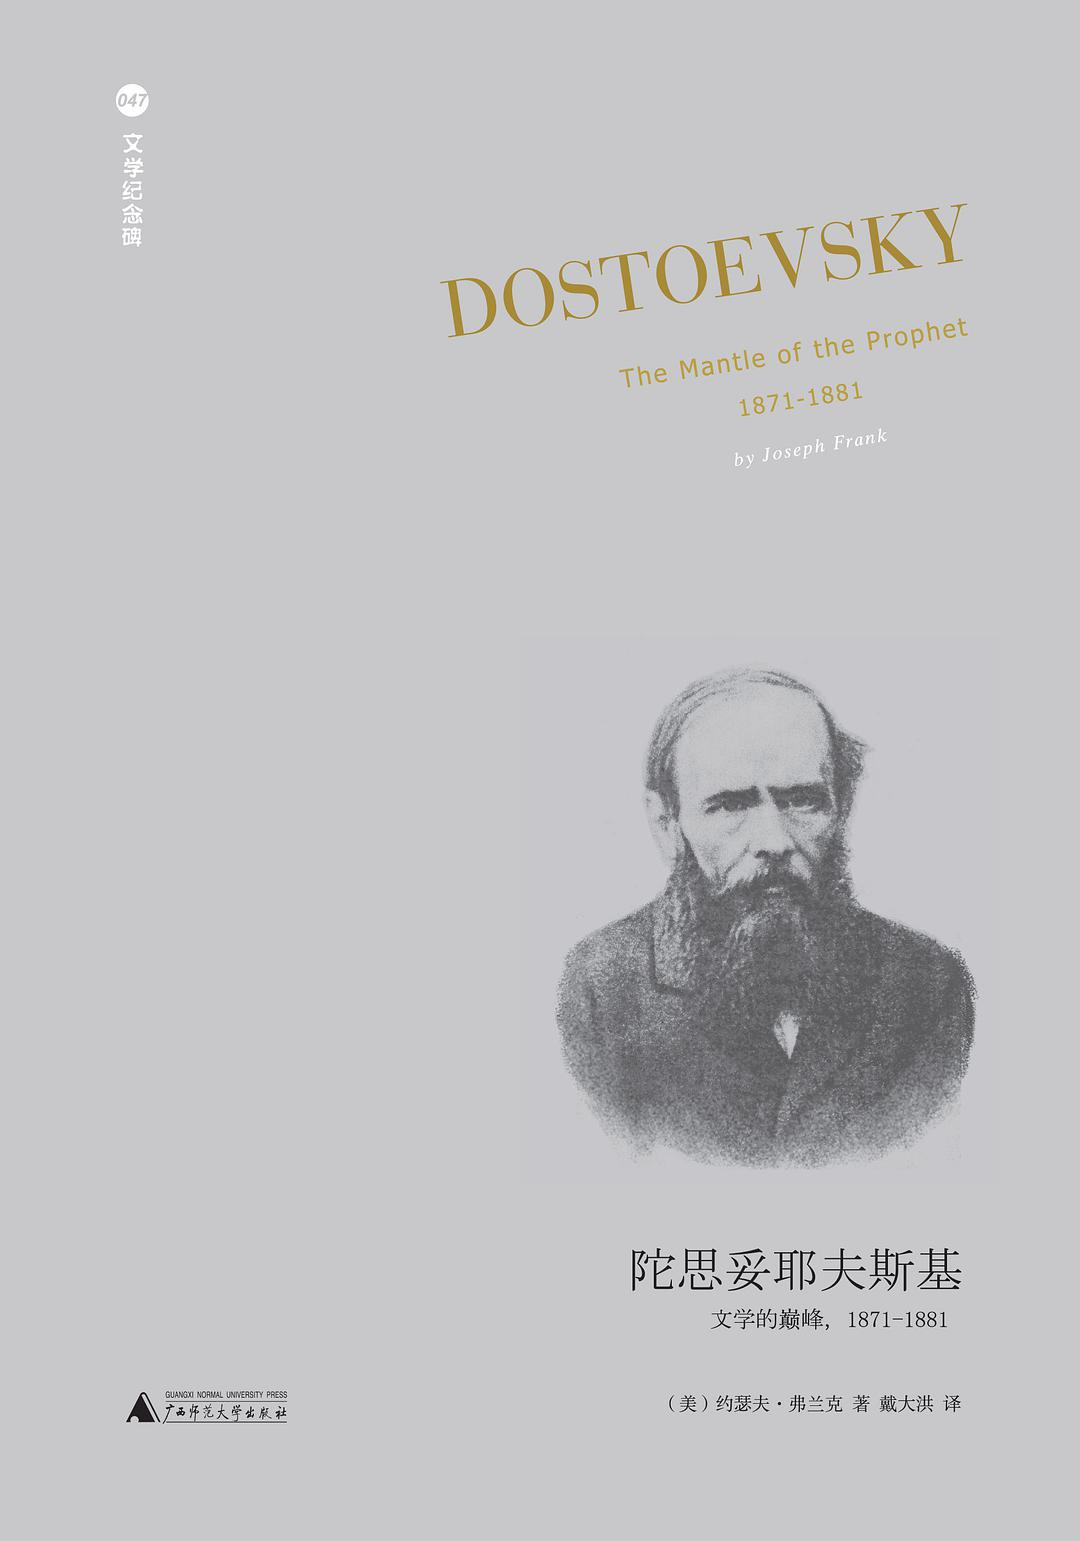 047
文学纪念碑
DOSTOEVSKY
The Mantle of the Prophet
1871-1881
by Joseph Frank
陀思妥耶夫斯基
文学的巅峰，1871-1881
（美）约瑟夫·弗兰克 著 戴大洪 译
GUANGXI NORMAL UNIVERSITY PRESS
广西师范大学出版社